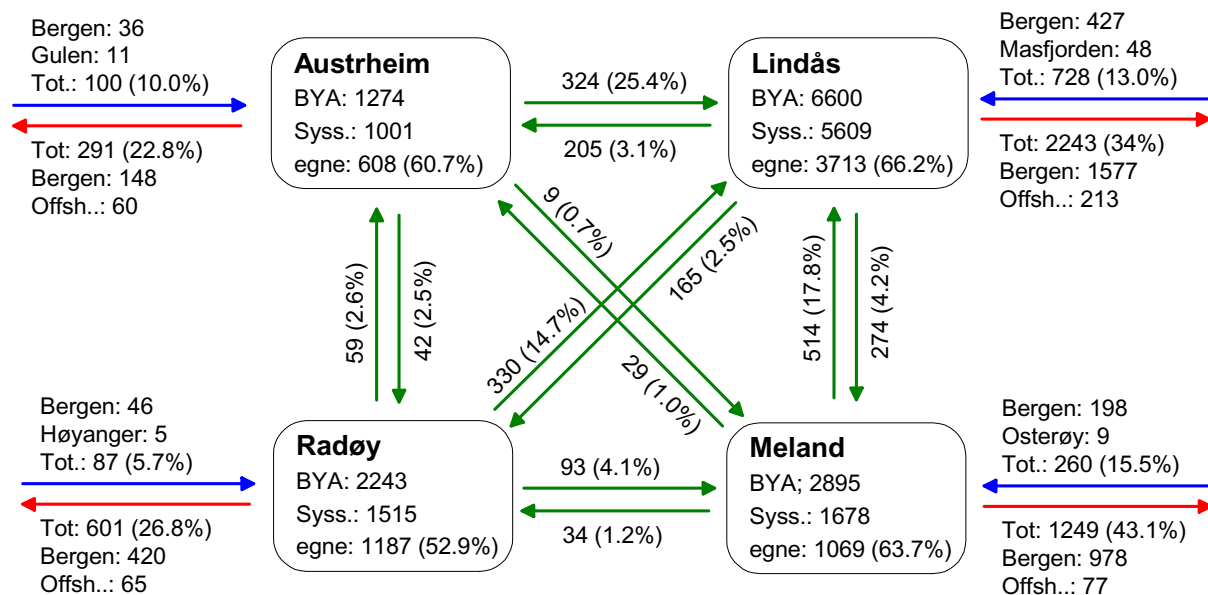 Bergen: 36
Gulen: 11
Tot.: 100 (10.0%)
Tot: 291 (22.8%)
Bergen: 148
Offsh..: 60
Austrheim
BYA: 1274
Syss.: 1001
egne: 608 (60.7%)
324 (25.4%)
205 (3.1%)
Lindås
BYA: 6600
Syss.: 5609
egne: 3713 (66.2%)
Bergen: 427
Masfjorden: 48
Tot.: 728 (13.0%)
Tot: 2243 (34%)
Bergen: 1577
Offsh..: 213
59 (2.6%)
42 (2.5%)
9 (0.7%)
165 (2.5%)
330 (14.7%)
29 (1.0%)
514 (17.8%)
274 (4.2%)
Bergen: 46
Høyanger: 5
Tot.: 87 (5.7%)
Tot: 601 (26.8%)
Bergen: 420
Offsh..: 65
Radøy
BYA: 2243
Syss.: 1515
egne: 1187 (52.9%)
93 (4.1%)
34 (1.2%)
Meland
BYA; 2895
Syss.: 1678
egne: 1069 (63.7%)
Bergen: 198
Osterøy: 9
Tot.: 260 (15.5%)
Tot: 1249 (43.1%)
Bergen: 978
Offsh..: 77